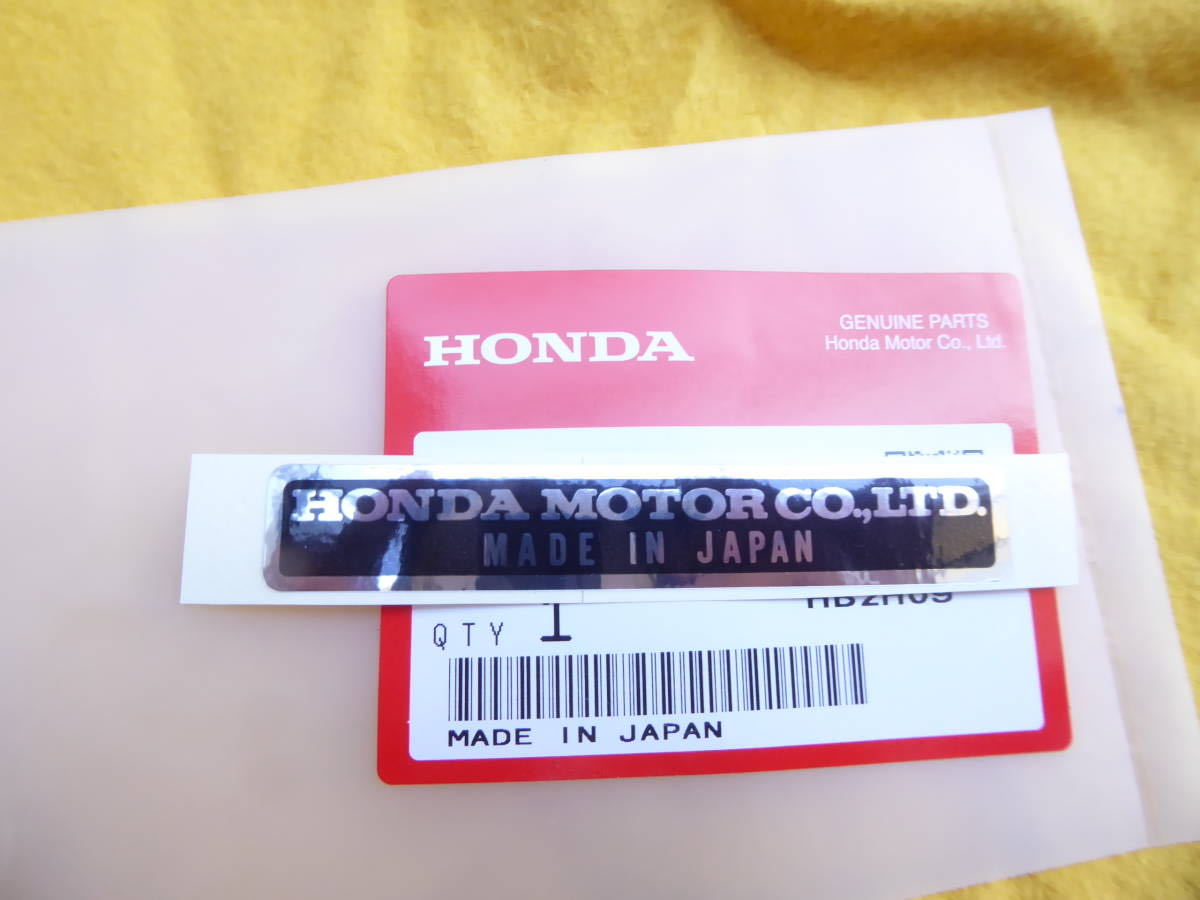 HONDA
GENUINE PARTS
Honda Motor Co., Ltd.
HONDA MOTOR CO.,LTD.
MADE IN JAPAN
QTY 1
HB2H09
MADE IN JAPAN